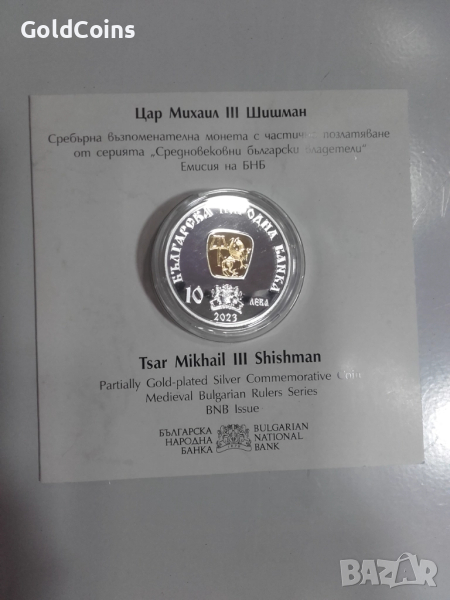 GoldCoins
Цар Михаил III Шишман
Сребърна възпоменателна монета с частично позлатяване
от серията „Средновековни български владетели“
Емисия на БНБ
БЪЛГАРСКА НАРОДНА БАНКА
10 ЛЕВА
2023
Tsar Mikhail III Shishman
Partially Gold-plated Silver Commemorative Coin
Medieval Bulgarian Rulers Series
BNB Issue
БЪЛГАРСКА BULGARIAN
НАРОДНА NATIONAL
БАНКА BANK
BAZAR